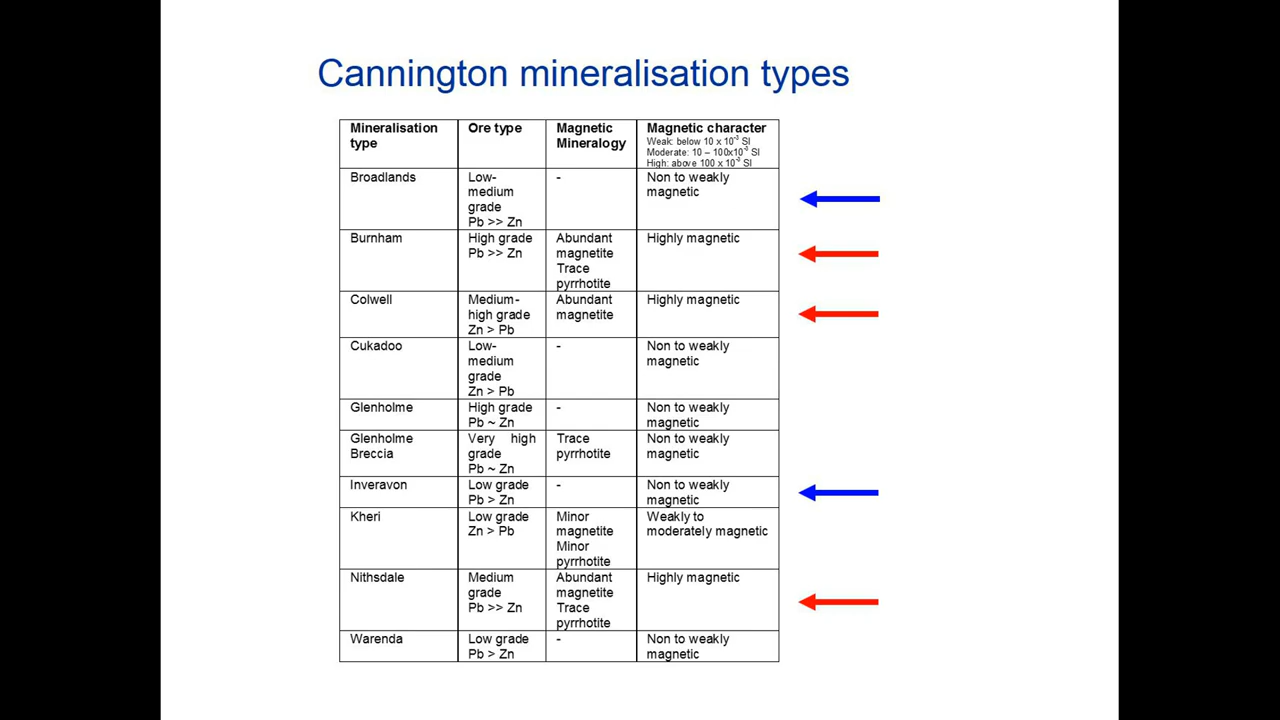 Cannington mineralisation types
Mineralisation
type
Ore type
Magnetic
Mineralogy
Magnetic character
Weak: below 10 x 10⁻³ SI
Moderate: 10 – 100x10⁻³ SI
High: above 100 x 10⁻³ SI
Broadlands
Low-
medium
grade
Pb >> Zn
-
Non to weakly
magnetic
Burnham
High grade
Pb >> Zn
Abundant
magnetite
Trace
pyrrhotite
Highly magnetic
Colwell
Medium-
high grade
Zn > Pb
Abundant
magnetite
Highly magnetic
Cukadoo
Low-
medium
grade
Zn > Pb
-
Non to weakly
magnetic
Glenholme
High grade
Pb ~ Zn
-
Non to weakly
magnetic
Glenholme
Breccia
Very high
grade
Pb ~ Zn
Trace
pyrrhotite
Non to weakly
magnetic
Inveravon
Low grade
Pb > Zn
-
Non to weakly
magnetic
Kheri
Low grade
Zn > Pb
Minor
magnetite
Minor
pyrrhotite
Weakly to
moderately magnetic
Nithsdale
Medium
grade
Pb >> Zn
Abundant
magnetite
Trace
pyrrhotite
Highly magnetic
Warenda
Low grade
Pb > Zn
-
Non to weakly
magnetic